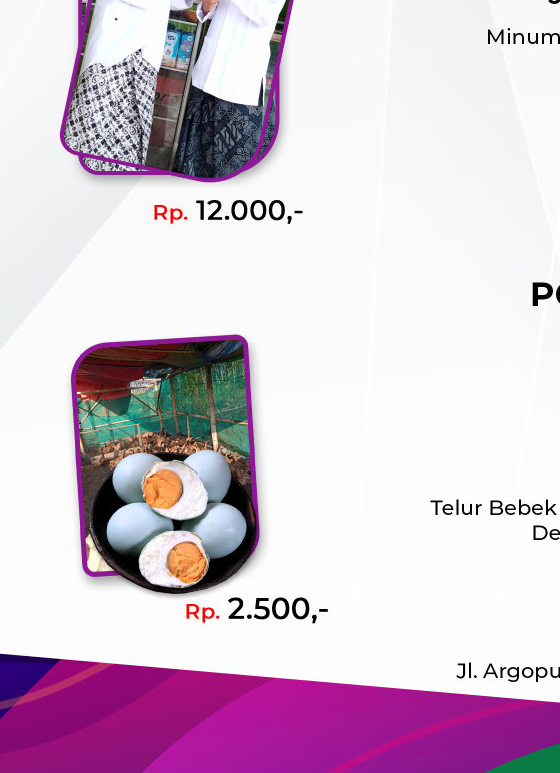 Minum
Rp. 12.000,-
Telur Bebek
De
Rp. 2.500,-
Jl. Argopu